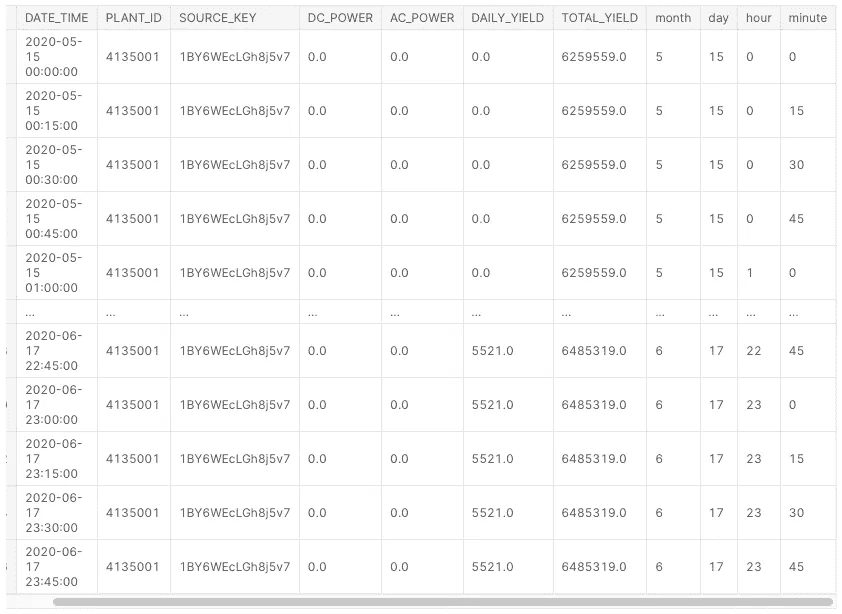 DATE_TIME PLANT_ID SOURCE_KEY DC_POWER AC_POWER DAILY_YIELD TOTAL_YIELD month day hour minute
2020-05-
15 4135001 1BY6WEcLGh8j5v7 0.0 0.0 0.0 6259559.0 5 15 0 0
00:00:00
2020-05-
15 4135001 1BY6WEcLGh8j5v7 0.0 0.0 0.0 6259559.0 5 15 0 15
00:15:00
2020-05-
15 4135001 1BY6WEcLGh8j5v7 0.0 0.0 0.0 6259559.0 5 15 0 30
00:30:00
2020-05-
15 4135001 1BY6WEcLGh8j5v7 0.0 0.0 0.0 6259559.0 5 15 0 45
00:45:00
2020-05-
15 4135001 1BY6WEcLGh8j5v7 0.0 0.0 0.0 6259559.0 5 15 1 0
01:00:00
... ... ... ... ... ... ... ... ... ... ...
2020-06-
17 4135001 1BY6WEcLGh8j5v7 0.0 0.0 5521.0 6485319.0 6 17 22 45
22:45:00
2020-06-
17 4135001 1BY6WEcLGh8j5v7 0.0 0.0 5521.0 6485319.0 6 17 23 0
23:00:00
2020-06-
17 4135001 1BY6WEcLGh8j5v7 0.0 0.0 5521.0 6485319.0 6 17 23 15
23:15:00
2020-06-
17 4135001 1BY6WEcLGh8j5v7 0.0 0.0 5521.0 6485319.0 6 17 23 30
23:30:00
2020-06-
17 4135001 1BY6WEcLGh8j5v7 0.0 0.0 5521.0 6485319.0 6 17 23 45
23:45:00